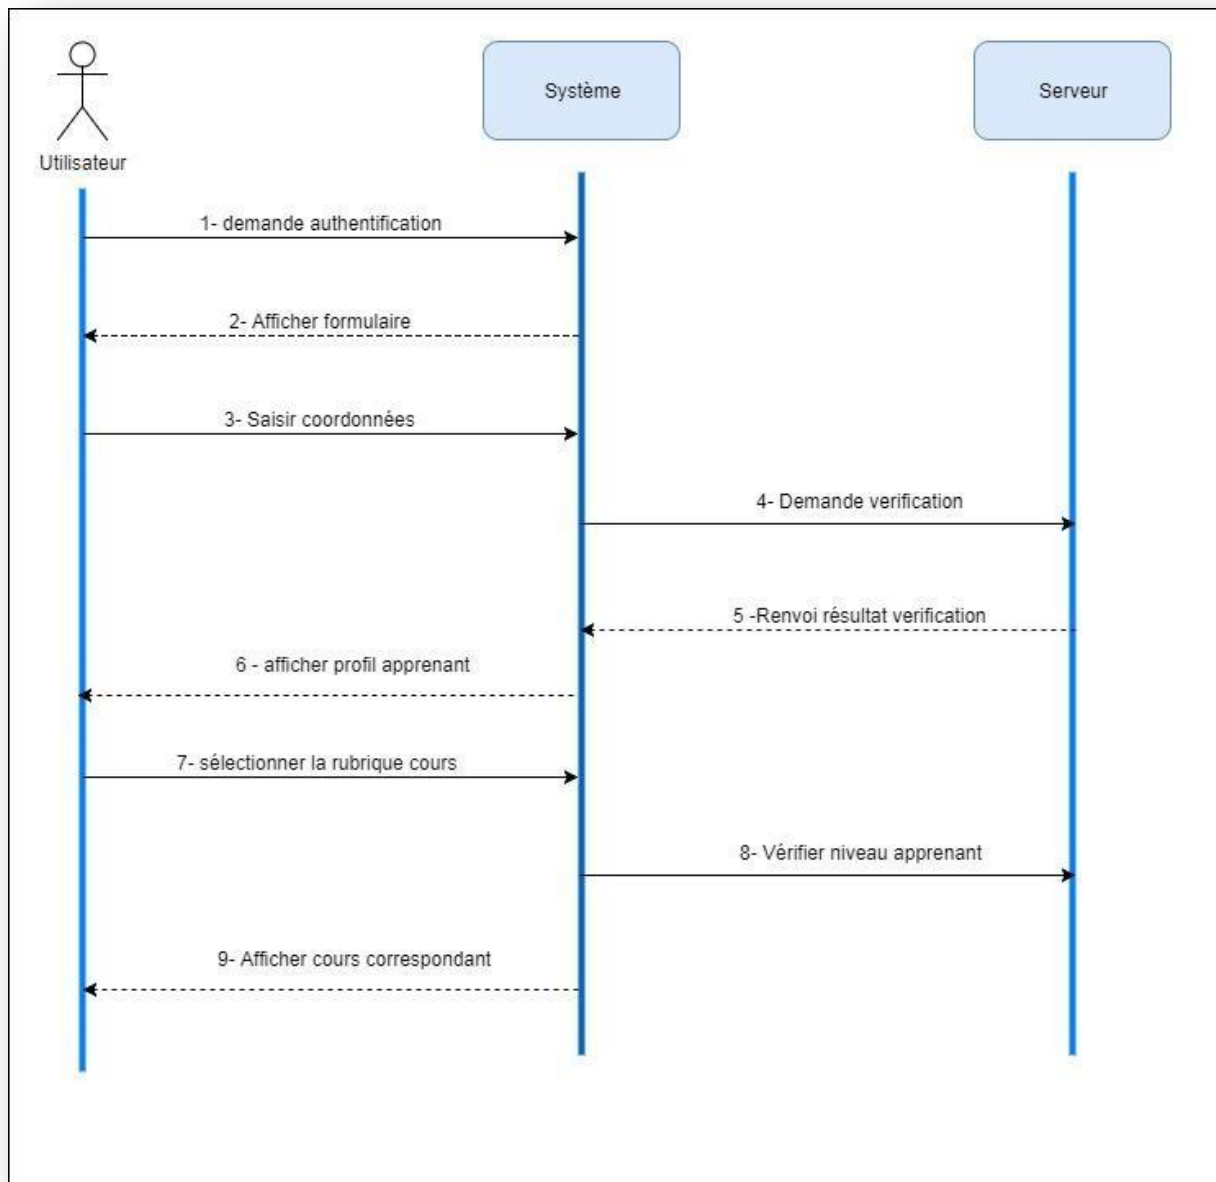 Système
Serveur
Utilisateur
1- demande authentification
2- Afficher formulaire
3- Saisir coordonnées
4- Demande verification
5 -Renvoi résultat verification
6 - afficher profil apprenant
7- sélectionner la rubrique cours
8- Vérifier niveau apprenant
9- Afficher cours correspondant